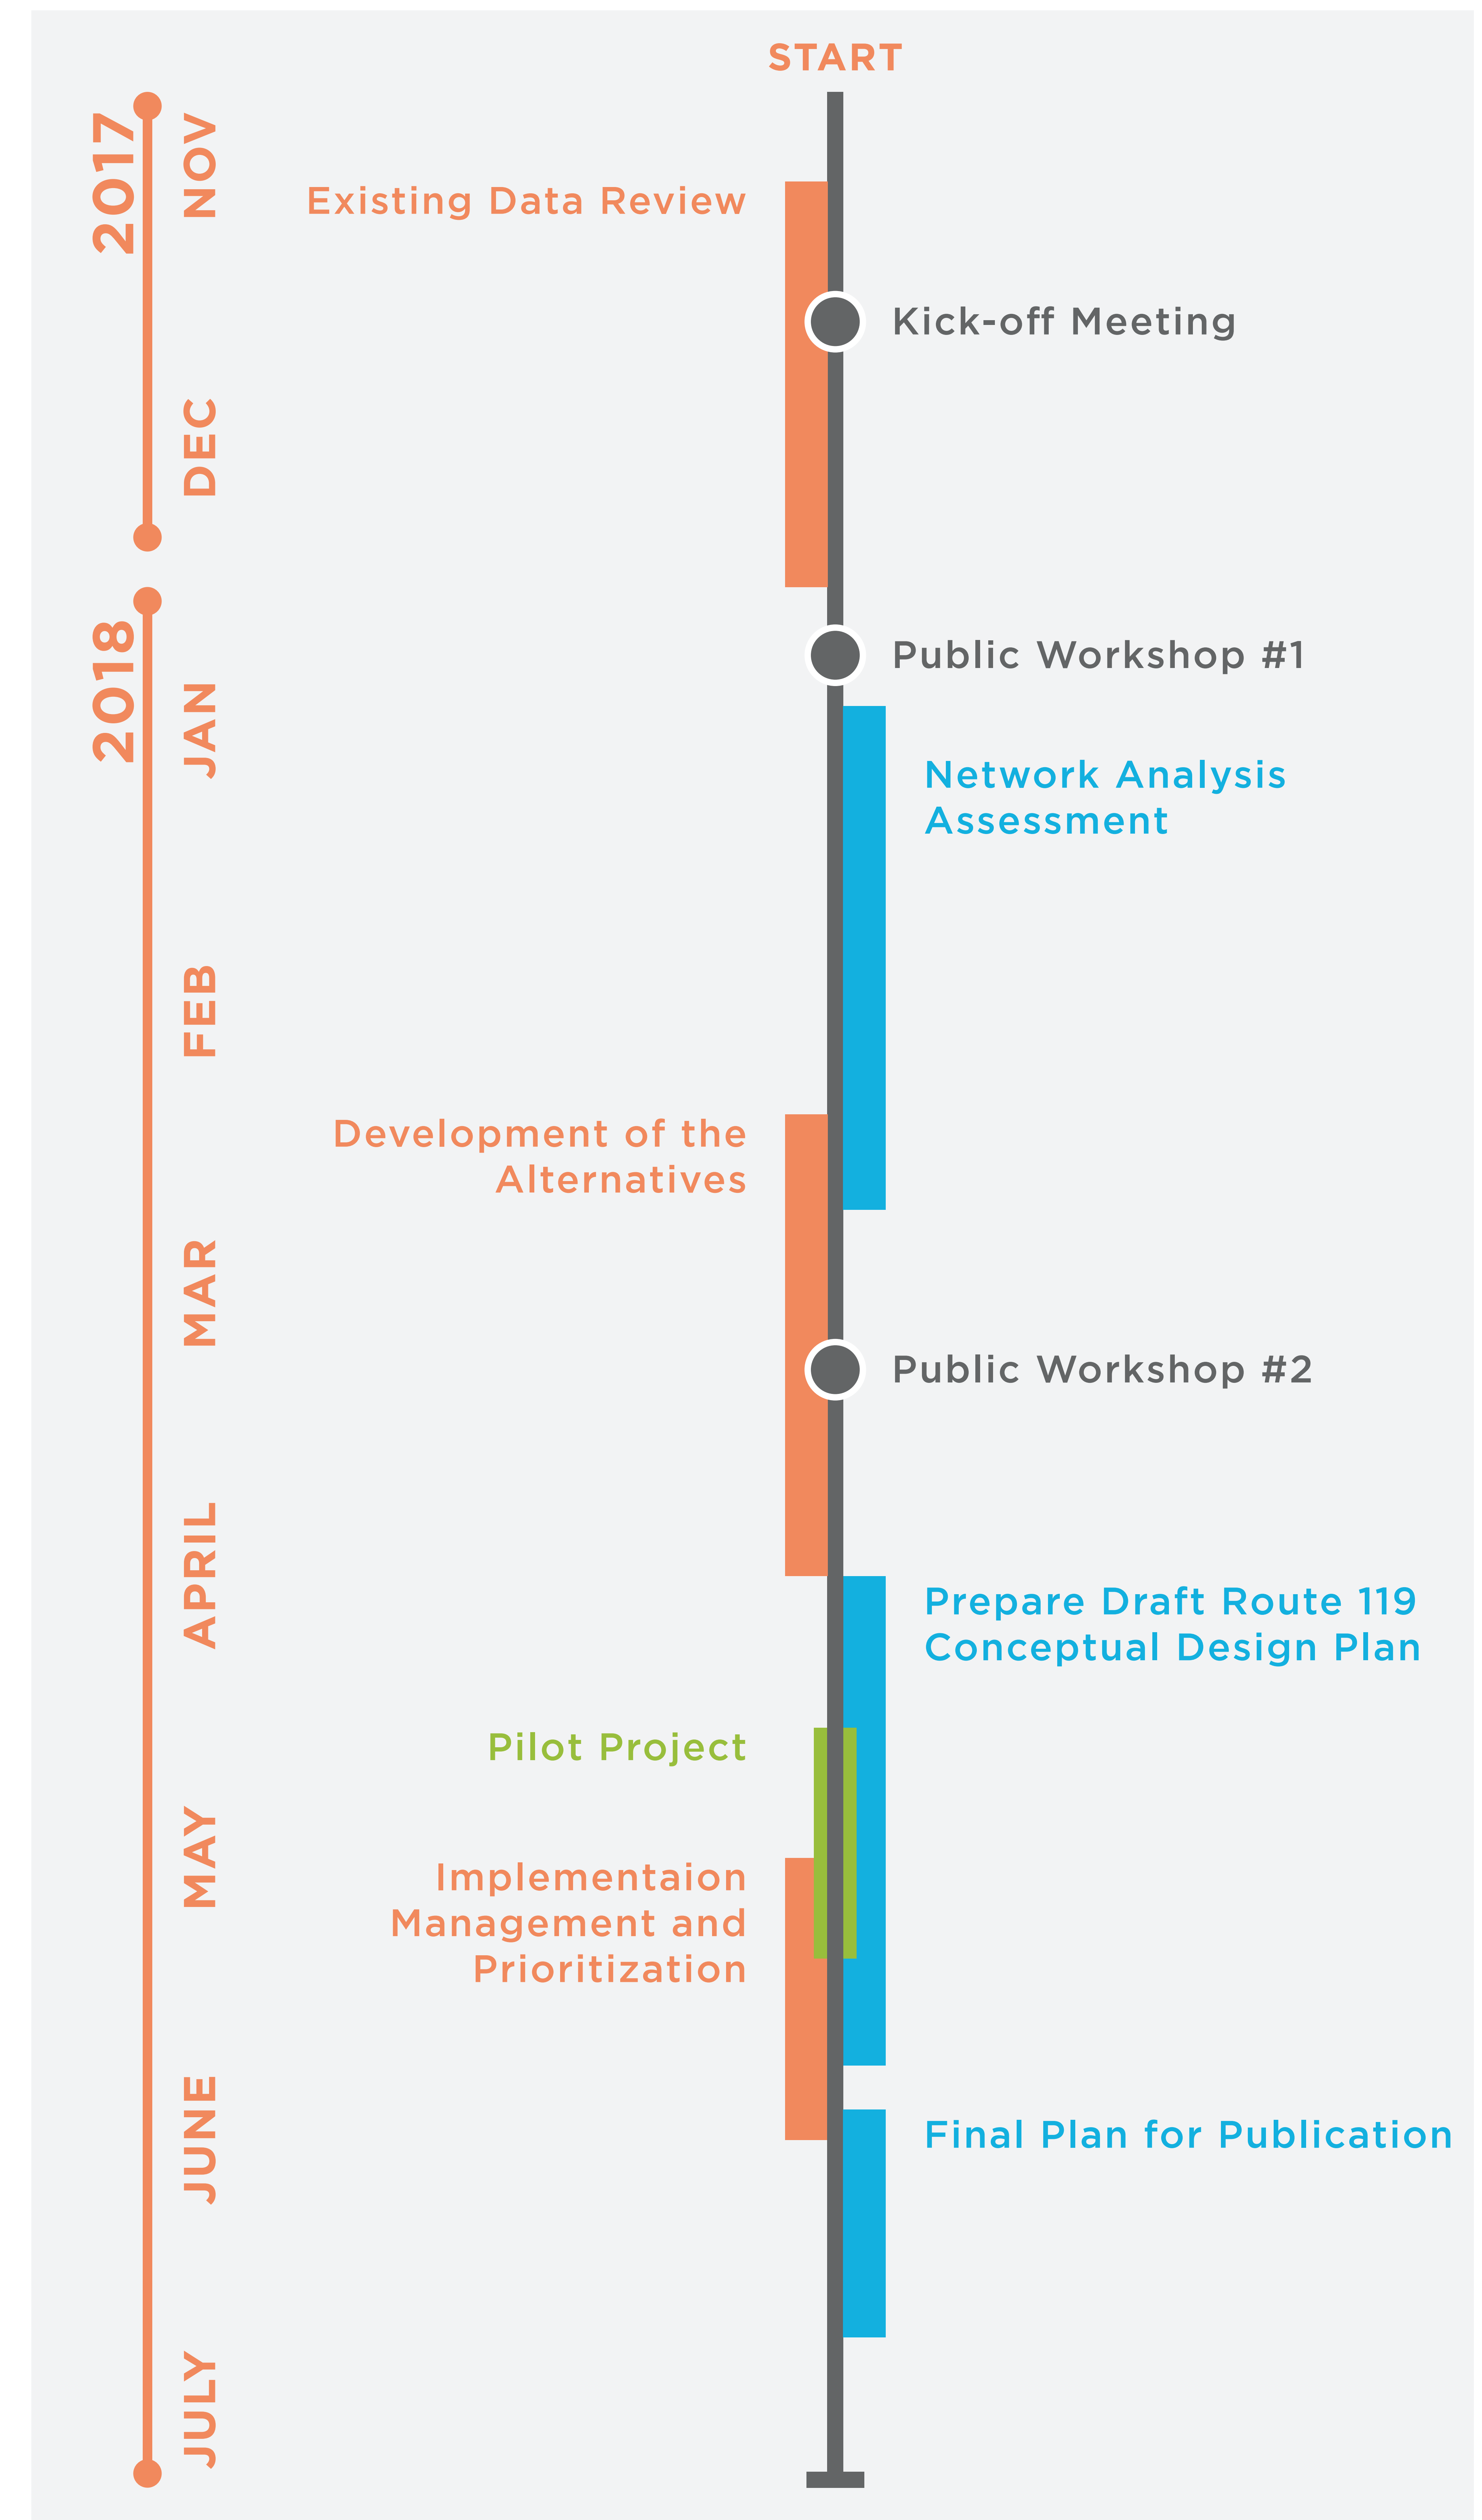 START
2017
NOV
Existing Data Review
Kick-off Meeting
DEC
2018
JAN
Public Workshop #1
Network Analysis
Assessment
FEB
Development of the
Alternatives
MAR
Public Workshop #2
APRIL
Prepare Draft Route 119
Conceptual Design Plan
Pilot Project
MAY
Implementaion
Management and
Prioritization
JUNE
Final Plan for Publication
JULY